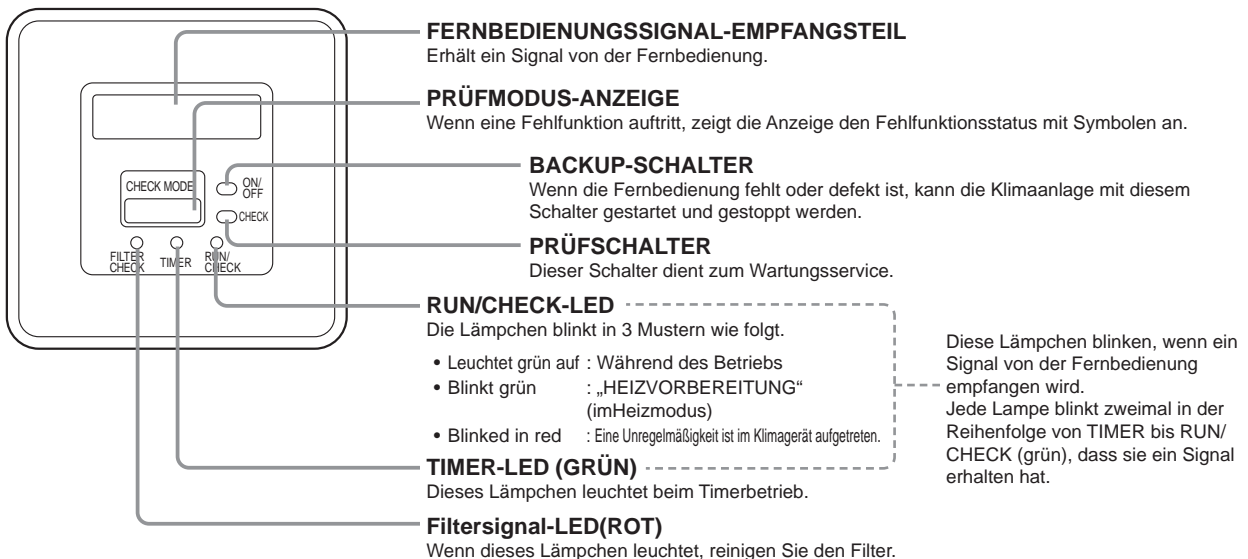 FERNBEDIENUNGSSIGNAL-EMPFANGSTEIL
Erhält ein Signal von der Fernbedienung.
PRÜFMODUS-ANZEIGE
Wenn eine Fehlfunktion auftritt, zeigt die Anzeige den Fehlfunktionsstatus mit Symbolen an.
BACKUP-SCHALTER
Wenn die Fernbedienung fehlt oder defekt ist, kann die Klimaanlage mit diesem
Schalter gestartet und gestoppt werden.
PRÜFSCHALTER
Dieser Schalter dient zum Wartungsservice.
CHECK MODE
ON/
OFF
CHECK
FILTER
CHECK
TIMER
RUN/
CHECK
RUN/CHECK-LED
Die Lämpchen blinkt in 3 Mustern wie folgt.
• Leuchtet grün auf : Während des Betriebs
• Blinkt grün : „HEIZVORBEREITUNG“
(imHeizmodus)
• Blinked in red : Eine Unregelmäßigkeit ist im Klimagerät aufgetreten.
TIMER-LED (GRÜN)
Dieses Lämpchen leuchtet beim Timerbetrieb.
Filtersignal-LED(ROT)
Wenn dieses Lämpchen leuchtet, reinigen Sie den Filter.
Diese Lämpchen blinken, wenn ein
Signal von der Fernbedienung
empfangen wird.
Jede Lampe blinkt zweimal in der
Reihenfolge von TIMER bis RUN/
CHECK (grün), dass sie ein Signal
erhalten hat.